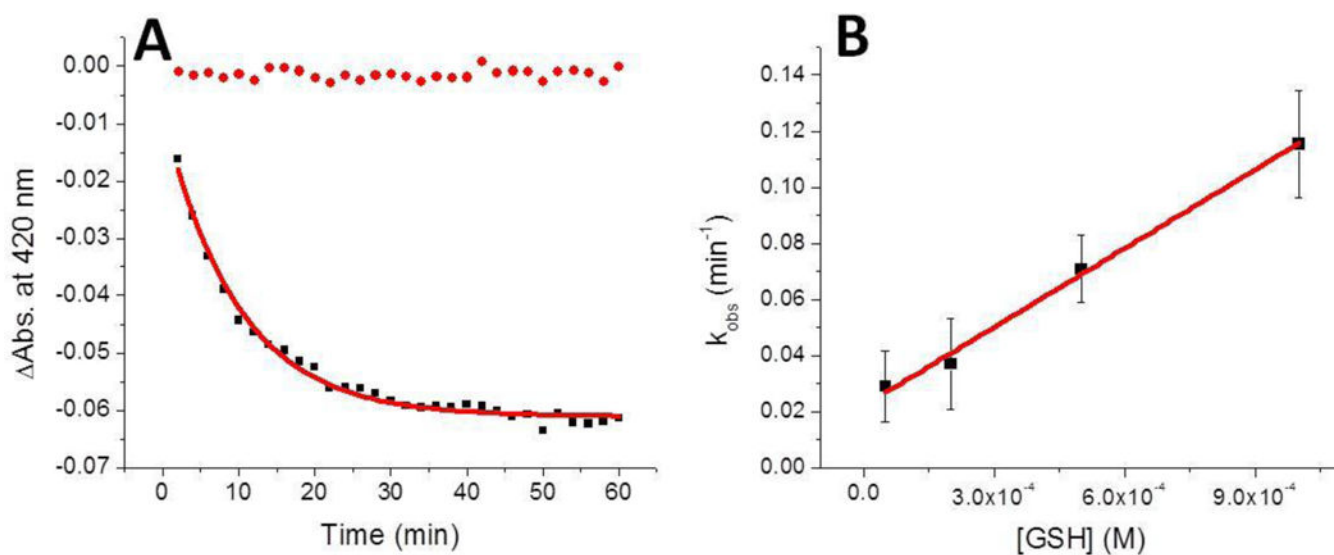 A
0.00
-0.01
-0.02
-0.03
-0.04
-0.05
-0.06
-0.07
ΔAbs. at 420 nm
0 10 20 30 40 50 60
Time (min)
B
0.14
0.12
0.10
0.08
0.06
0.04
0.02
0.00
k_obs (min⁻¹)
0.0 3.0x10⁻⁴ 6.0x10⁻⁴ 9.0x10⁻⁴
[GSH] (M)